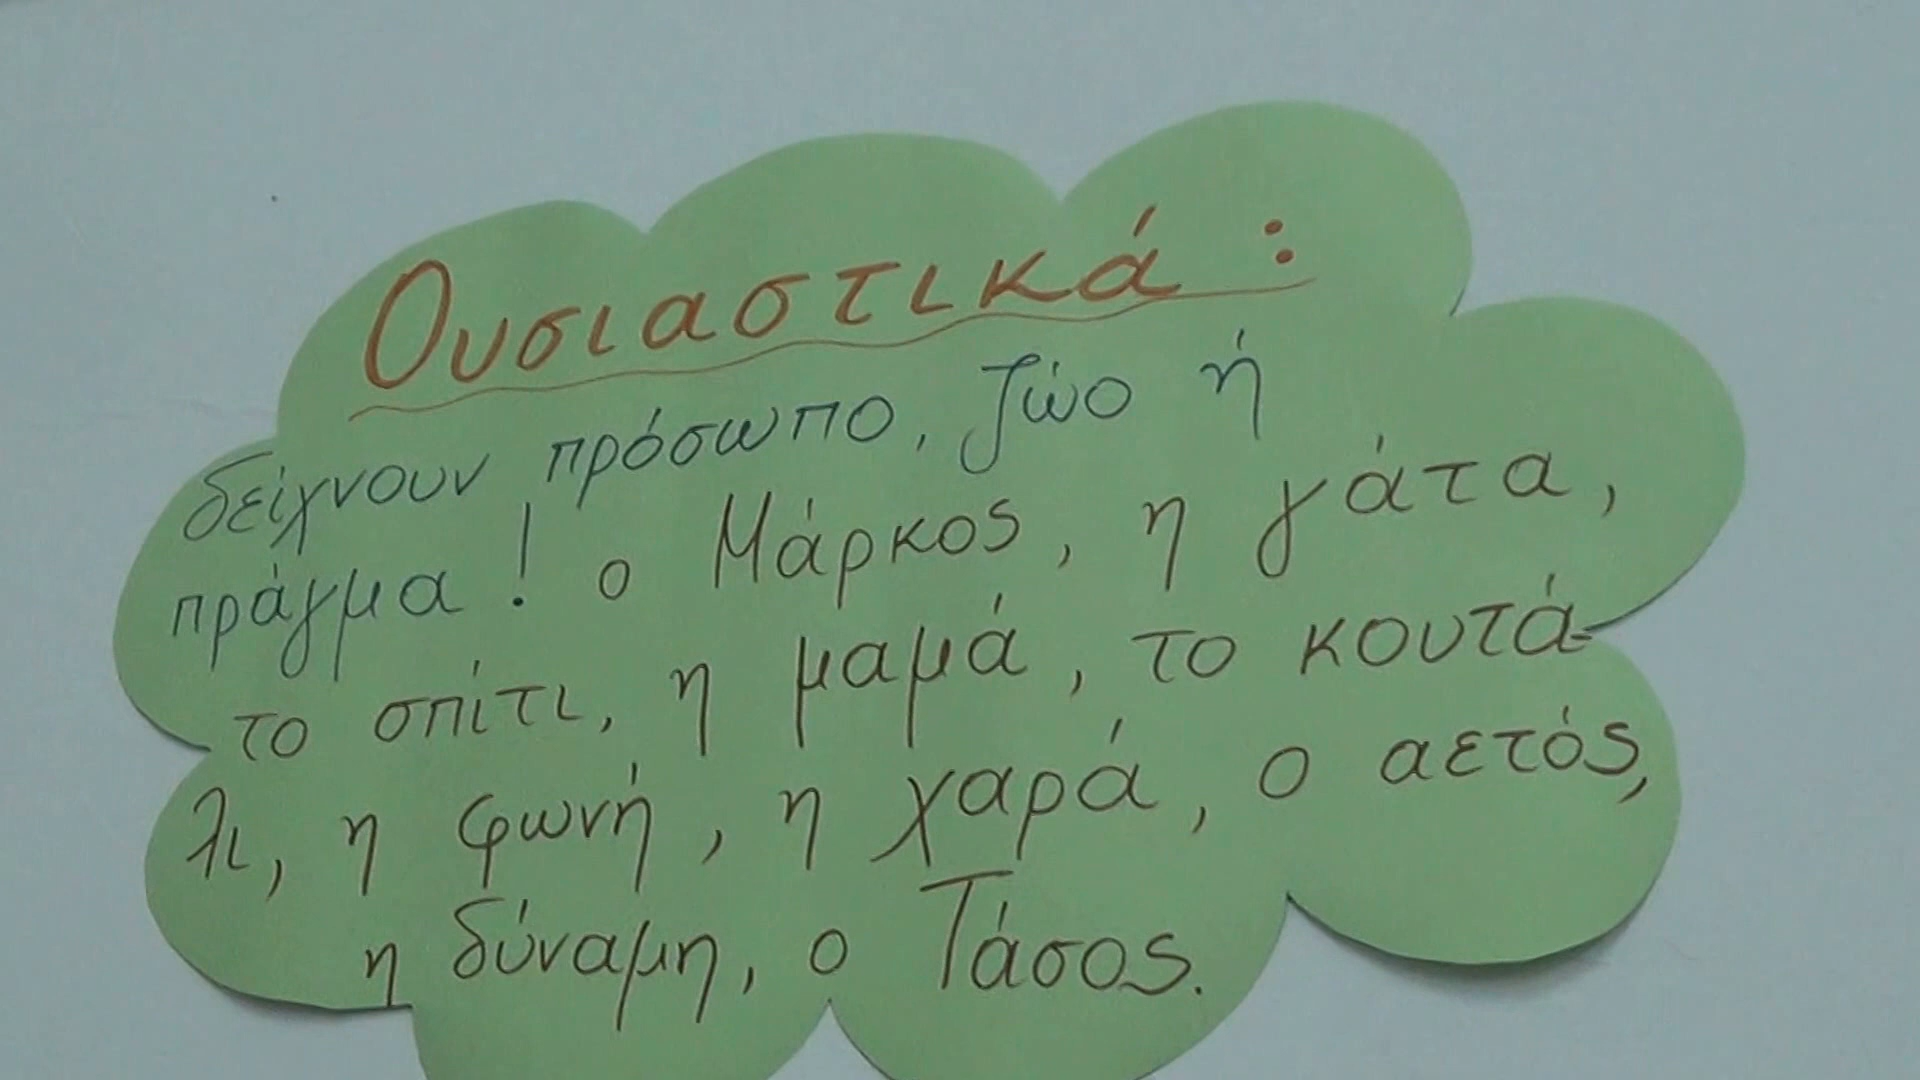 Ουσιαστικά :
δείχνουν πρόσωπο, ζώο ή
πράγμα ! ο Μάρκος, η γάτα,
το σπίτι, η μαμά, το κουτά-
λι, η φωνή, η χαρά, ο αετός,
η δύναμη, ο Τάσος.